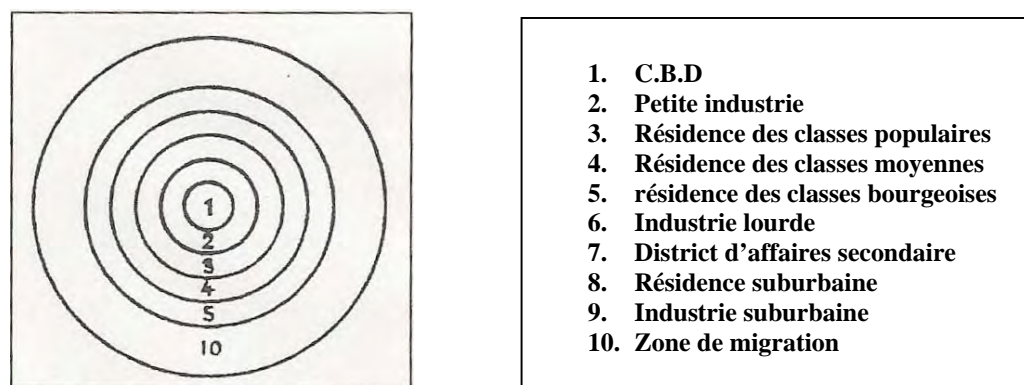 1
2
3
4
5
10
1. C.B.D
2. Petite industrie
3. Résidence des classes populaires
4. Résidence des classes moyennes
5. résidence des classes bourgeoises
6. Industrie lourde
7. District d'affaires secondaire
8. Résidence suburbaine
9. Industrie suburbaine
10. Zone de migration